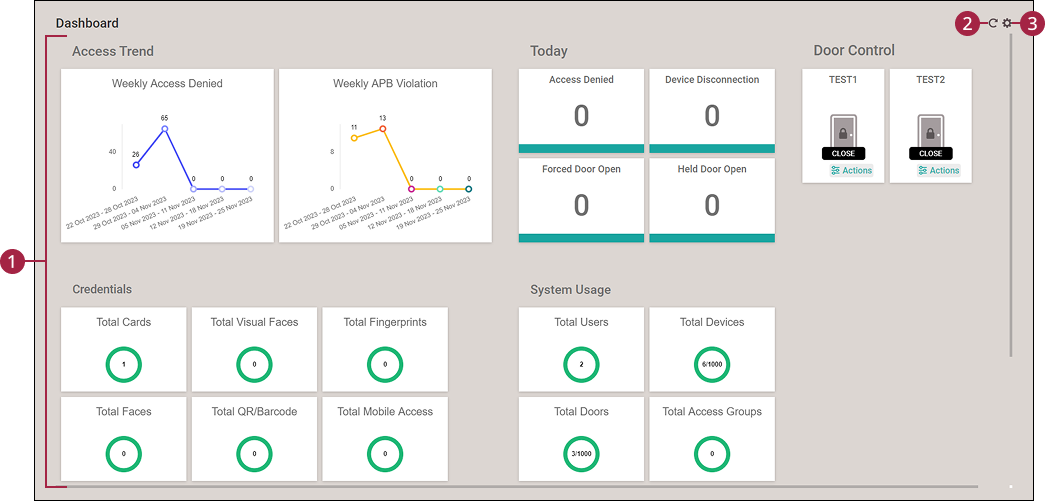 Dashboard
2
3
1
Access Trend
Weekly Access Denied
65
40
26
0
0
0
0
22 Oct 2023 - 28 Oct 2023
29 Oct 2023 - 04 Nov 2023
05 Nov 2023 - 11 Nov 2023
12 Nov 2023 - 18 Nov 2023
19 Nov 2023 - 25 Nov 2023
Weekly APB Violation
13
11
8
0
0
0
0
22 Oct 2023 - 28 Oct 2023
29 Oct 2023 - 04 Nov 2023
05 Nov 2023 - 11 Nov 2023
12 Nov 2023 - 18 Nov 2023
19 Nov 2023 - 25 Nov 2023
Today
Access Denied
0
Device Disconnection
0
Forced Door Open
0
Held Door Open
0
Door Control
TEST1
CLOSE
Actions
TEST2
CLOSE
Actions
Credentials
Total Cards
1
Total Visual Faces
0
Total Fingerprints
0
Total Faces
0
Total QR/Barcode
0
Total Mobile Access
0
System Usage
Total Users
2
Total Devices
6/1000
Total Doors
3/1000
Total Access Groups
0